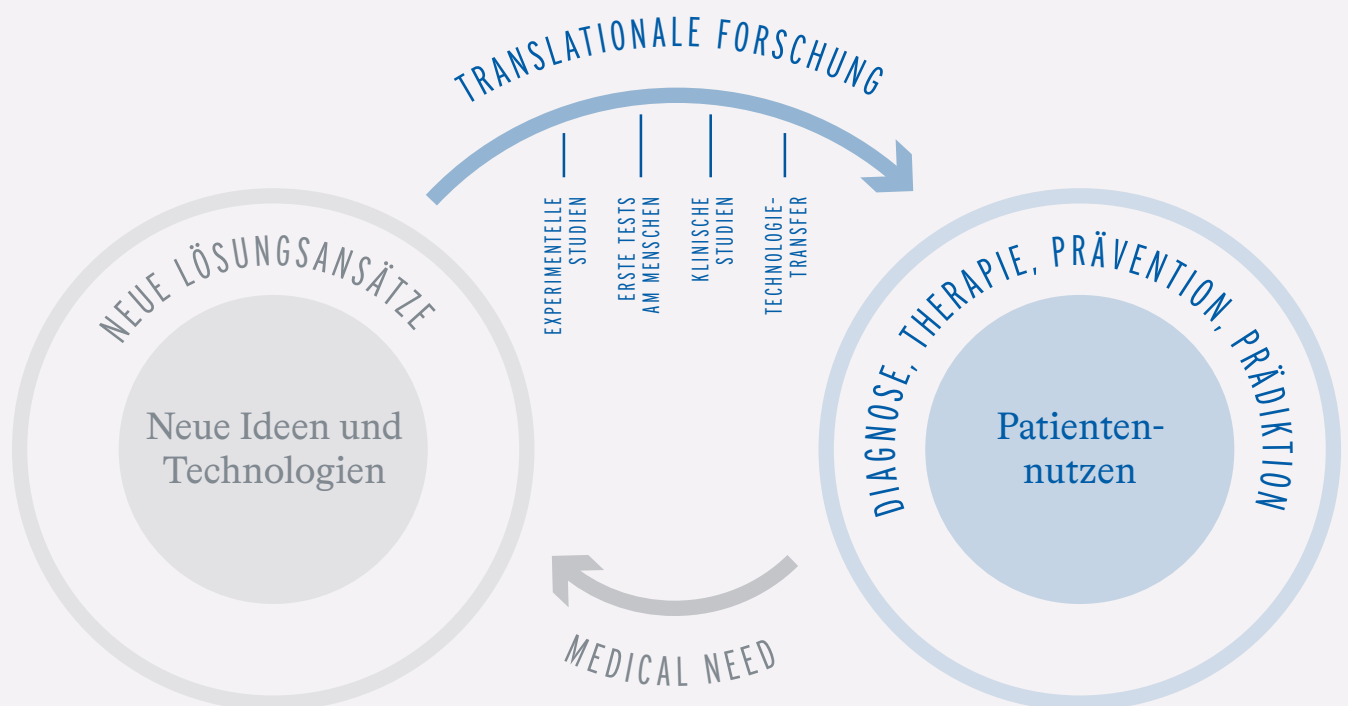 TRANSLATIONALE FORSCHUNG
EXPERIMENTELLE
STUDIEN
ERSTE TESTS
AM MENSCHEN
KLINISCHE
STUDIEN
TECHNOLOGIE-
TRANSFER
NEUE LÖSUNGSANSÄTZE
Neue Ideen und
Technologien
DIAGNOSE, THERAPIE, PRÄVENTION, PRÄDIKTION
Patienten-
nutzen
MEDICAL NEED